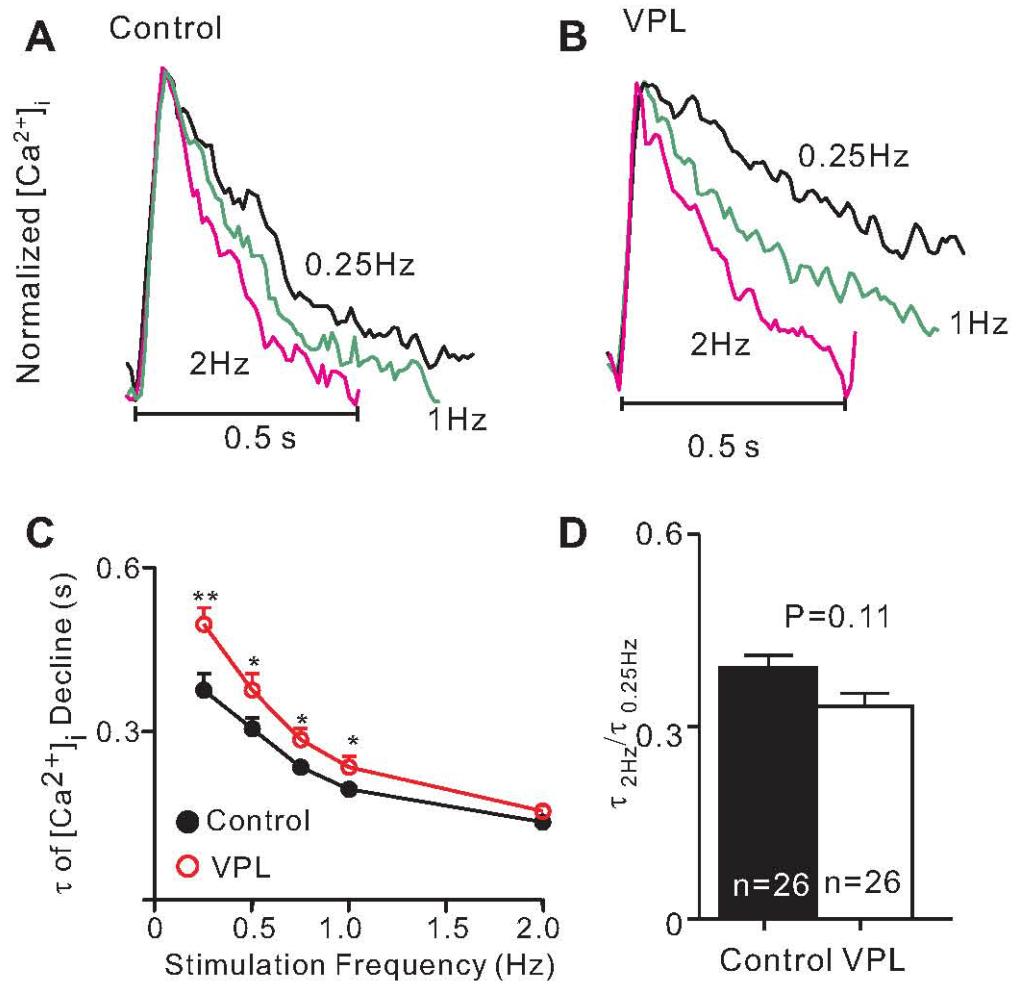 A Control
Normalized [Ca²⁺]ᵢ
0.25Hz
2Hz
1Hz
0.5 s
B VPL
0.25Hz
2Hz
1Hz
0.5 s
C
τ of [Ca²⁺]ᵢ Decline (s)
0.6
0.3
0 0.5 1.0 1.5 2.0
**
*
*
*
Control
VPL
Stimulation Frequency (Hz)
D
τ 2Hz/τ 0.25Hz
0.6
0.3
0
P=0.11
n=26 n=26
Control VPL